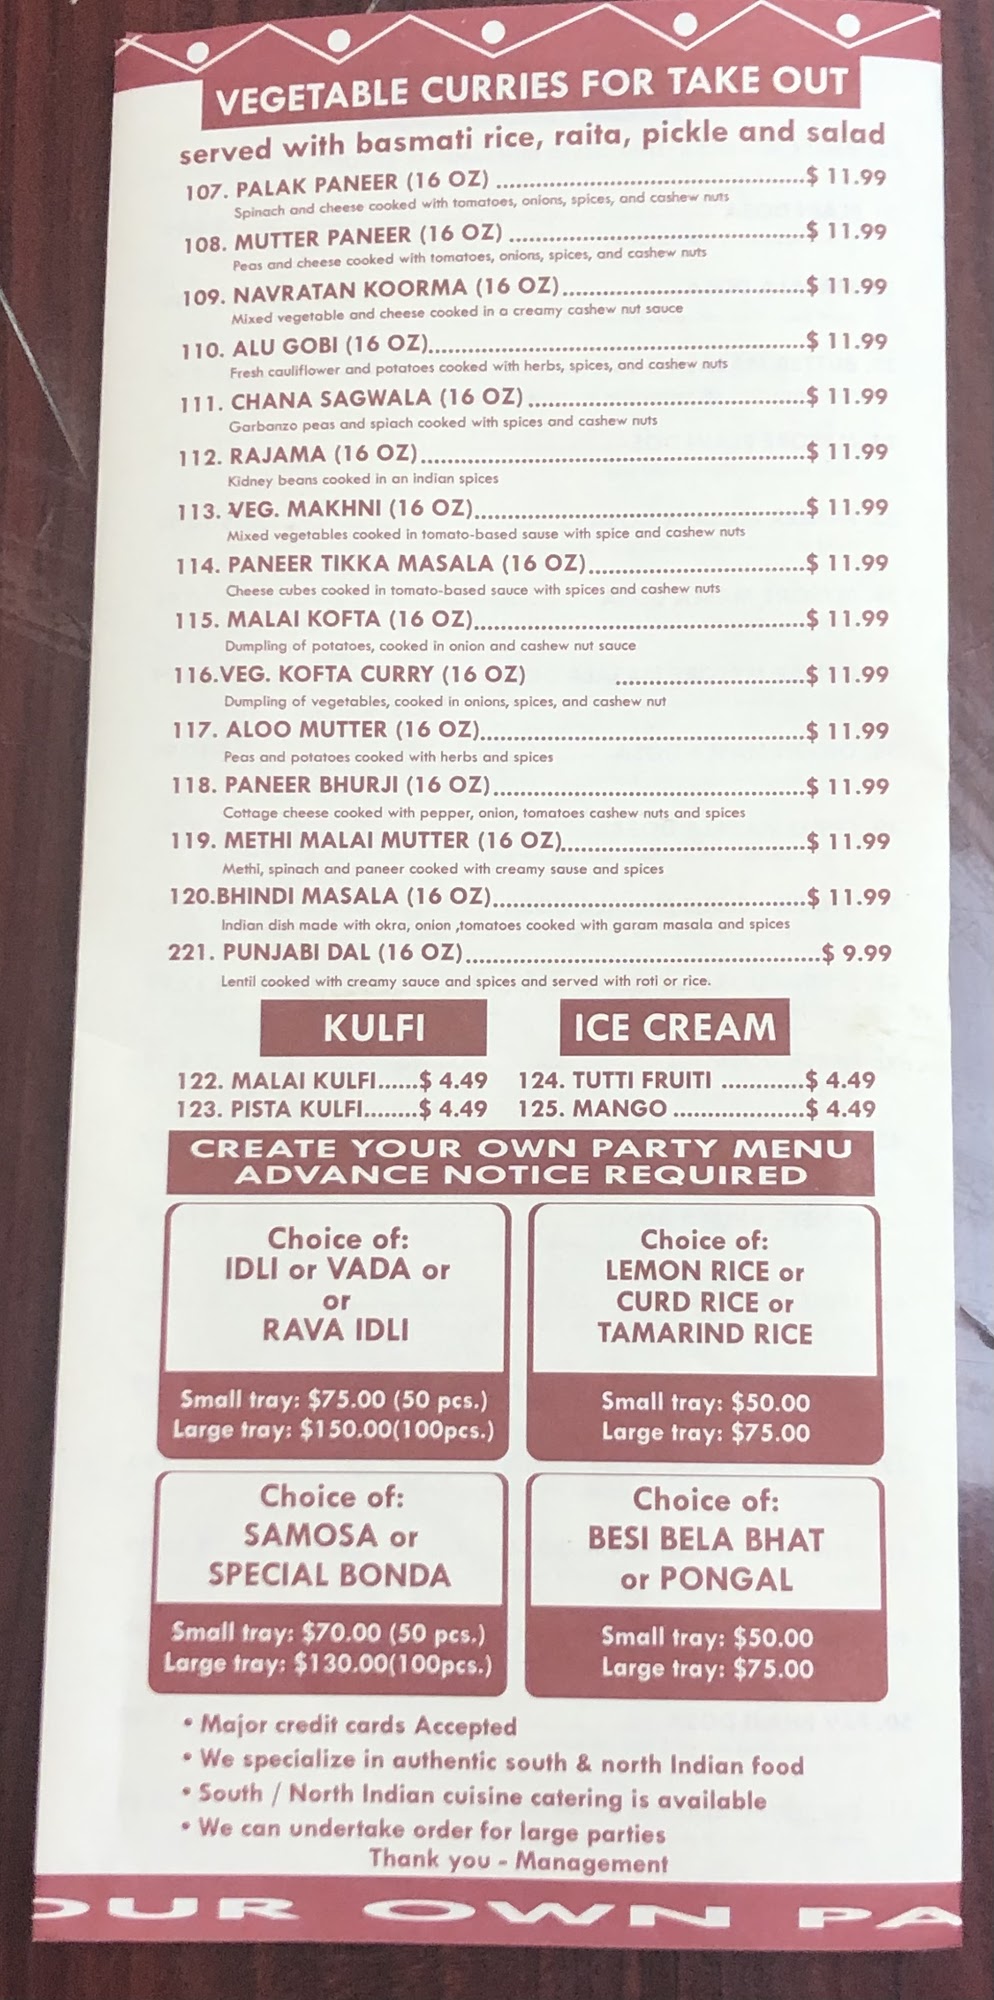 VEGETABLE CURRIES FOR TAKE OUT
served with basmati rice, raita, pickle and salad
107. PALAK PANEER (16 OZ) ........ $ 11.99
Spinach and cheese cooked with tomatoes, onions, spices, and cashew nuts
108. MUTTER PANEER (16 OZ) ........ $ 11.99
Peas and cheese cooked with tomatoes, onions, spices, and cashew nuts
109. NAVRATAN KOORMA (16 OZ) ........ $ 11.99
Mixed vegetable and cheese cooked in a creamy cashew nut sauce
110. ALU GOBI (16 OZ) ........ $ 11.99
Fresh cauliflower and potatoes cooked with herbs, spices, and cashew nuts
111. CHANA SAGWALA (16 OZ) ........ $ 11.99
Garbanzo peas and spiach cooked with spices and cashew nuts
112. RAJAMA (16 OZ) ........ $ 11.99
Kidney beans cooked in an indian spices
113. VEG. MAKHNI (16 OZ) ........ $ 11.99
Mixed vegetables cooked in tomato-based sause with spice and cashew nuts
114. PANEER TIKKA MASALA (16 OZ) ........ $ 11.99
Cheese cubes cooked in tomato-based sauce with spices and cashew nuts
115. MALAI KOFTA (16 OZ) ........ $ 11.99
Dumpling of potatoes, cooked in onion and cashew nut sauce
116.VEG. KOFTA CURRY (16 OZ) ........ $ 11.99
Dumpling of vegetables, cooked in onions, spices, and cashew nut
117. ALOO MUTTER (16 OZ) ........ $ 11.99
Peas and potatoes cooked with herbs and spices
118. PANEER BHURJI (16 OZ) ........ $ 11.99
Cottage cheese cooked with pepper, onion, tomatoes cashew nuts and spices
119. METHI MALAI MUTTER (16 OZ) ........ $ 11.99
Methi, spinach and paneer cooked with creamy sause and spices
120.BHINDI MASALA (16 OZ) ........ $ 11.99
Indian dish made with okra, onion ,tomatoes cooked with garam masala and spices
221. PUNJABI DAL (16 OZ) ........ $ 9.99
Lentil cooked with creamy sauce and spices and served with roti or rice.
KULFI
122. MALAI KULFI......$ 4.49
123. PISTA KULFI........$ 4.49
ICE CREAM
124. TUTTI FRUITI ............$ 4.49
125. MANGO ...................$ 4.49
CREATE YOUR OWN PARTY MENU
ADVANCE NOTICE REQUIRED
Choice of:
IDLI or VADA or
or
RAVA IDLI
Small tray: $75.00 (50 pcs.)
Large tray: $150.00(100pcs.)
Choice of:
LEMON RICE or
CURD RICE or
TAMARIND RICE
Small tray: $50.00
Large tray: $75.00
Choice of:
SAMOSA or
SPECIAL BONDA
Small tray: $70.00 (50 pcs.)
Large tray: $130.00(100pcs.)
Choice of:
BESI BELA BHAT
or PONGAL
Small tray: $50.00
Large tray: $75.00
• Major credit cards Accepted
• We specialize in authentic south & north Indian food
• South / North Indian cuisine catering is available
• We can undertake order for large parties
Thank you - Management
OUR OWN PA